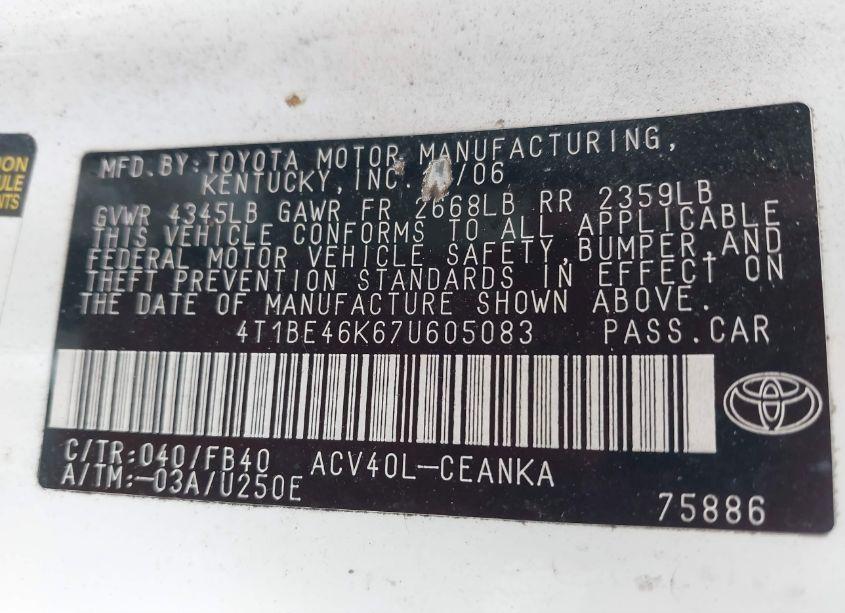 MFD.BY:TOYOTA MOTOR MANUFACTURING,
KENTUCKY,INC. /06
GVWR 4345LB GAWR FR 2668LB RR 2359LB
THIS VEHICLE CONFORMS TO ALL APPLICABLE
FEDERAL MOTOR VEHICLE SAFETY,BUMPER,AND
THEFT PREVENTION STANDARDS IN EFFECT ON
THE DATE OF MANUFACTURE SHOWN ABOVE.
4T1BE46K67U605083 PASS.CAR
C/TR:040/FB40 ACV40L-CEANKA
A/TM:-03A/U250E
75886